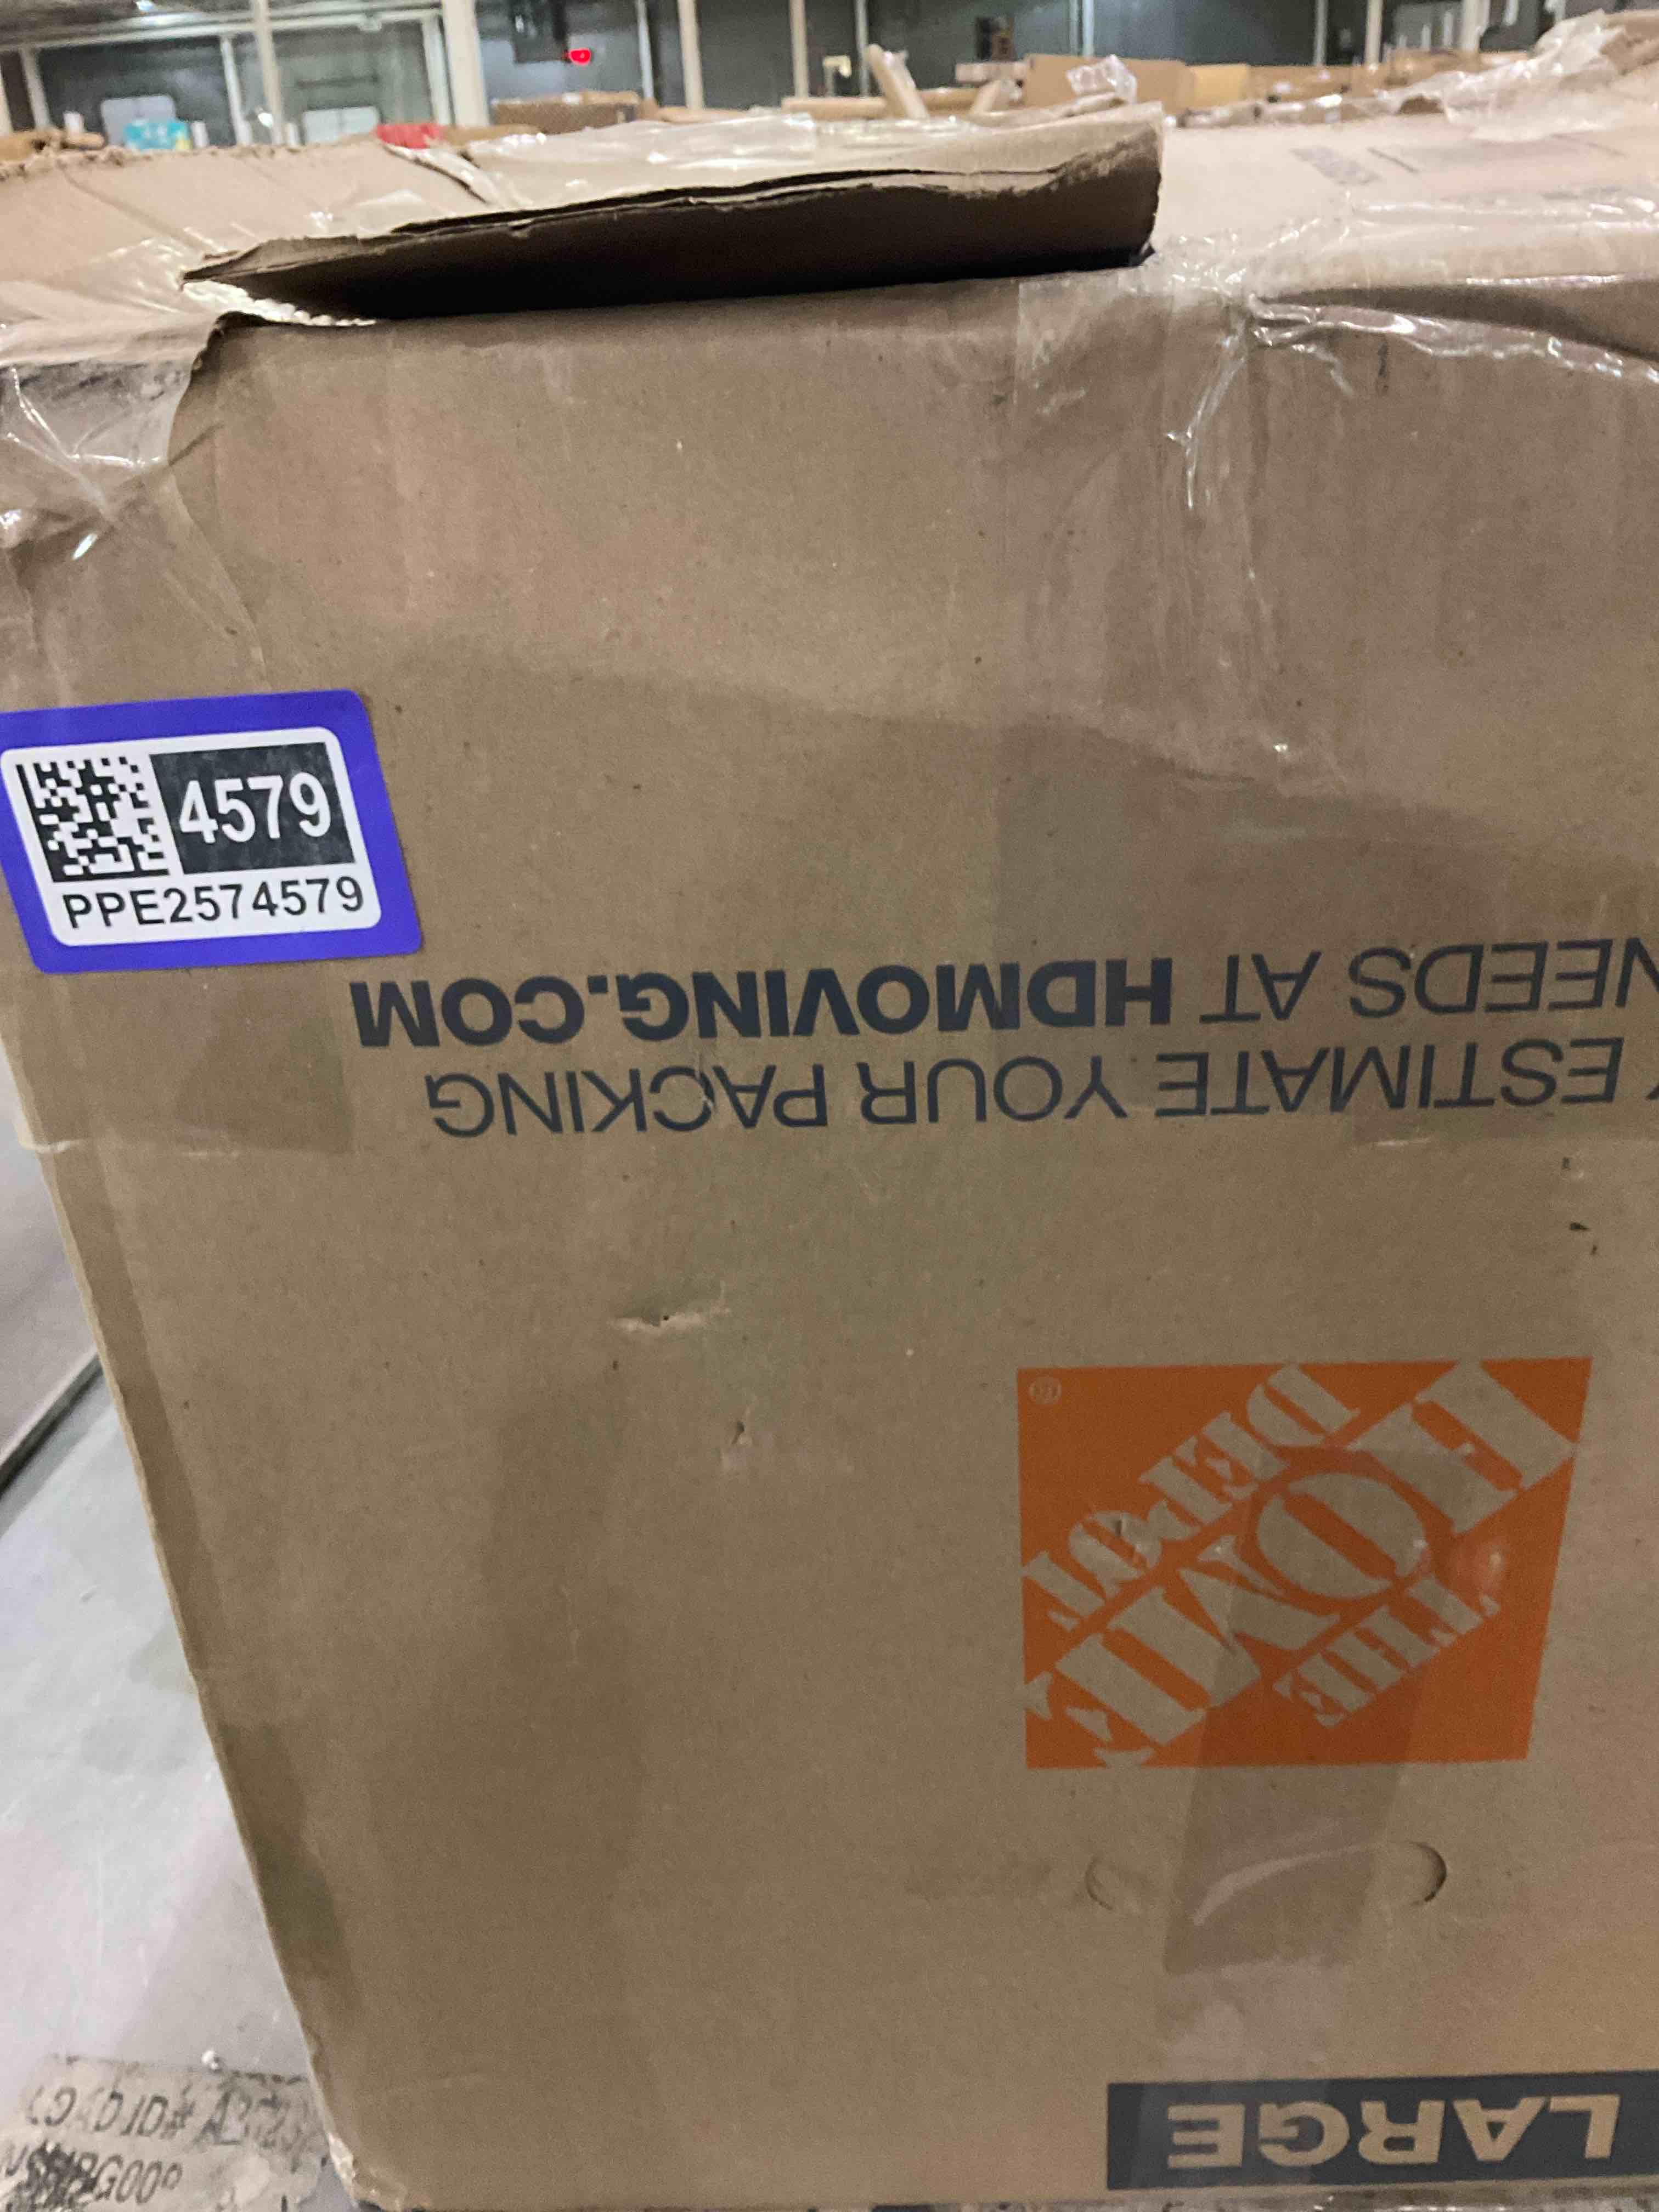 4579
PPE2574579
ESTIMATE YOUR PACKING
NEEDS AT HDMOVING.COM
THE
HOME
DEPOT
®
LARGE